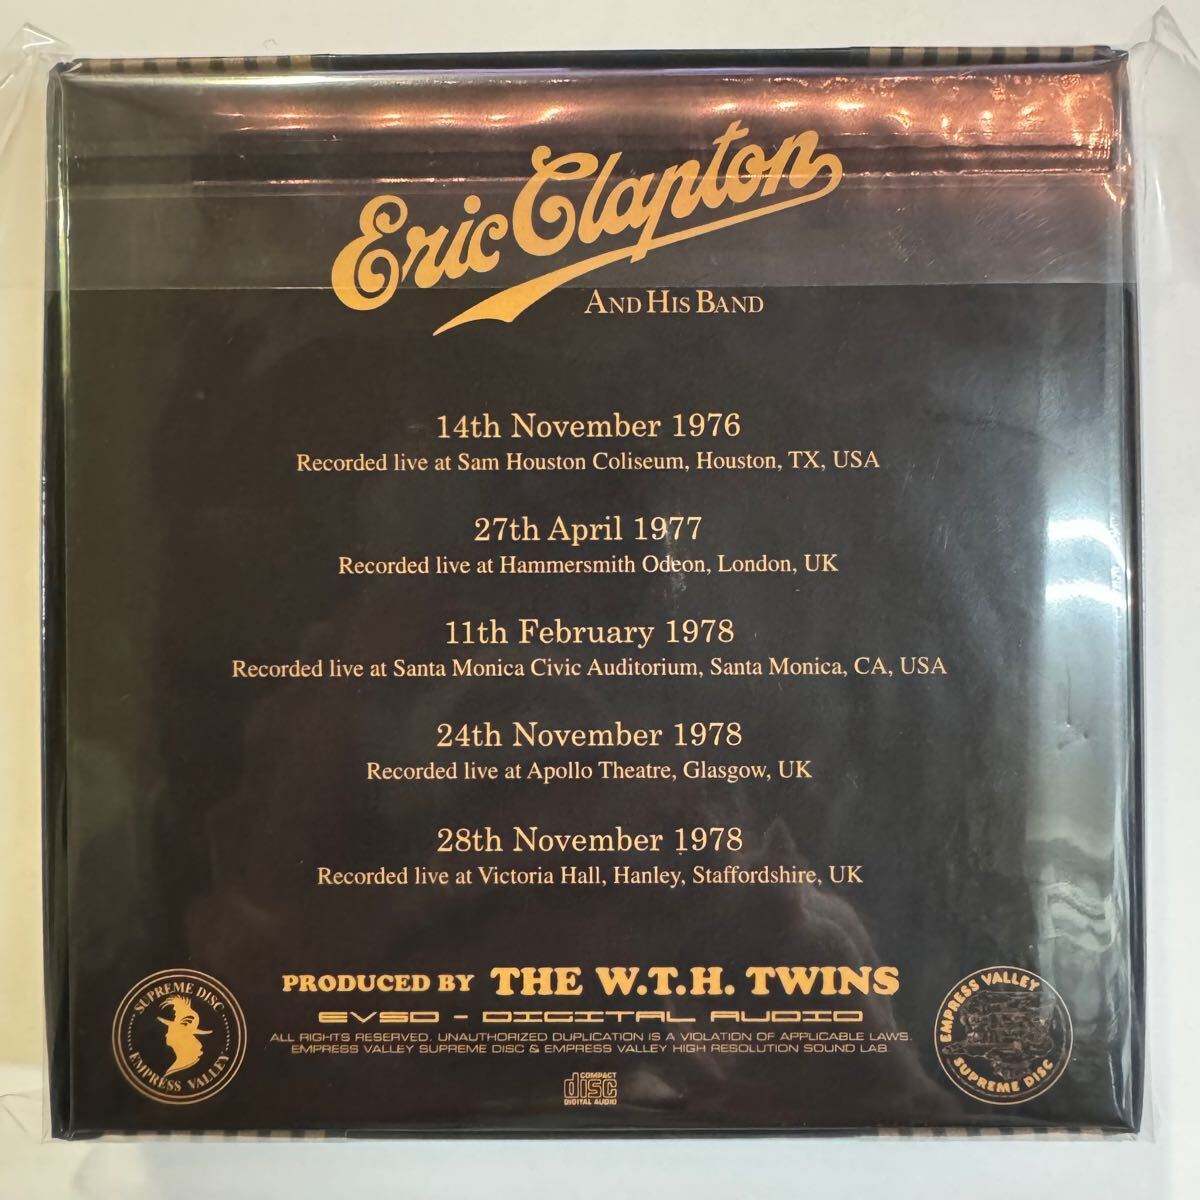 Eric Clapton
AND HIS BAND
14th November 1976
Recorded live at Sam Houston Coliseum, Houston, TX, USA
27th April 1977
Recorded live at Hammersmith Odeon, London, UK
11th February 1978
Recorded live at Santa Monica Civic Auditorium, Santa Monica, CA, USA
24th November 1978
Recorded live at Apollo Theatre, Glasgow, UK
28th November 1978
Recorded live at Victoria Hall, Hanley, Staffordshire, UK
PRODUCED BY THE W.T.H. TWINS
EVSD - DIGITAL AUDIO
ALL RIGHTS RESERVED. UNAUTHORIZED DUPLICATION IS A VIOLATION OF APPLICABLE LAWS.
EMPRESS VALLEY SUPREME DISC & EMPRESS VALLEY HIGH RESOLUTION SOUND LAB.
SUPREME DISC
EMPRESS VALLEY
COMPACT
disc
DIGITAL AUDIO
EMPRESS VALLEY
SUPREME DISC